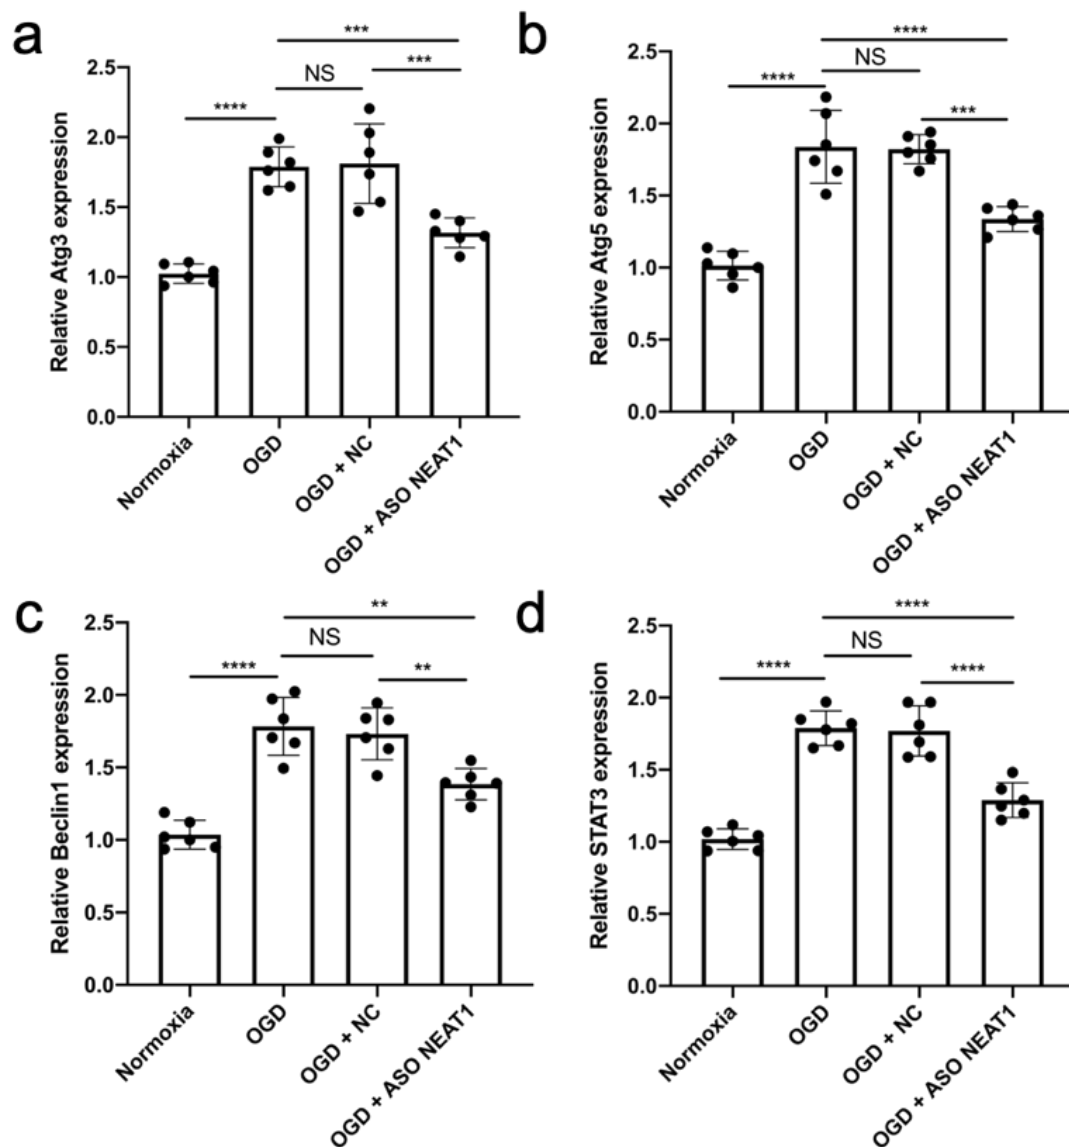 a
***
NS
***
****
Relative Atg3 expression
2.5
2.0
1.5
1.0
0.5
0.0
Normoxia
OGD
OGD + NC
OGD + ASO NEAT1
b
****
NS
****
***
Relative Atg5 expression
2.5
2.0
1.5
1.0
0.5
0.0
Normoxia
OGD
OGD + NC
OGD + ASO NEAT1
c
**
NS
****
**
Relative Beclin1 expression
2.5
2.0
1.5
1.0
0.5
0.0
Normoxia
OGD
OGD + NC
OGD + ASO NEAT1
d
****
NS
****
****
Relative STAT3 expression
2.5
2.0
1.5
1.0
0.5
0.0
Normoxia
OGD
OGD + NC
OGD + ASO NEAT1